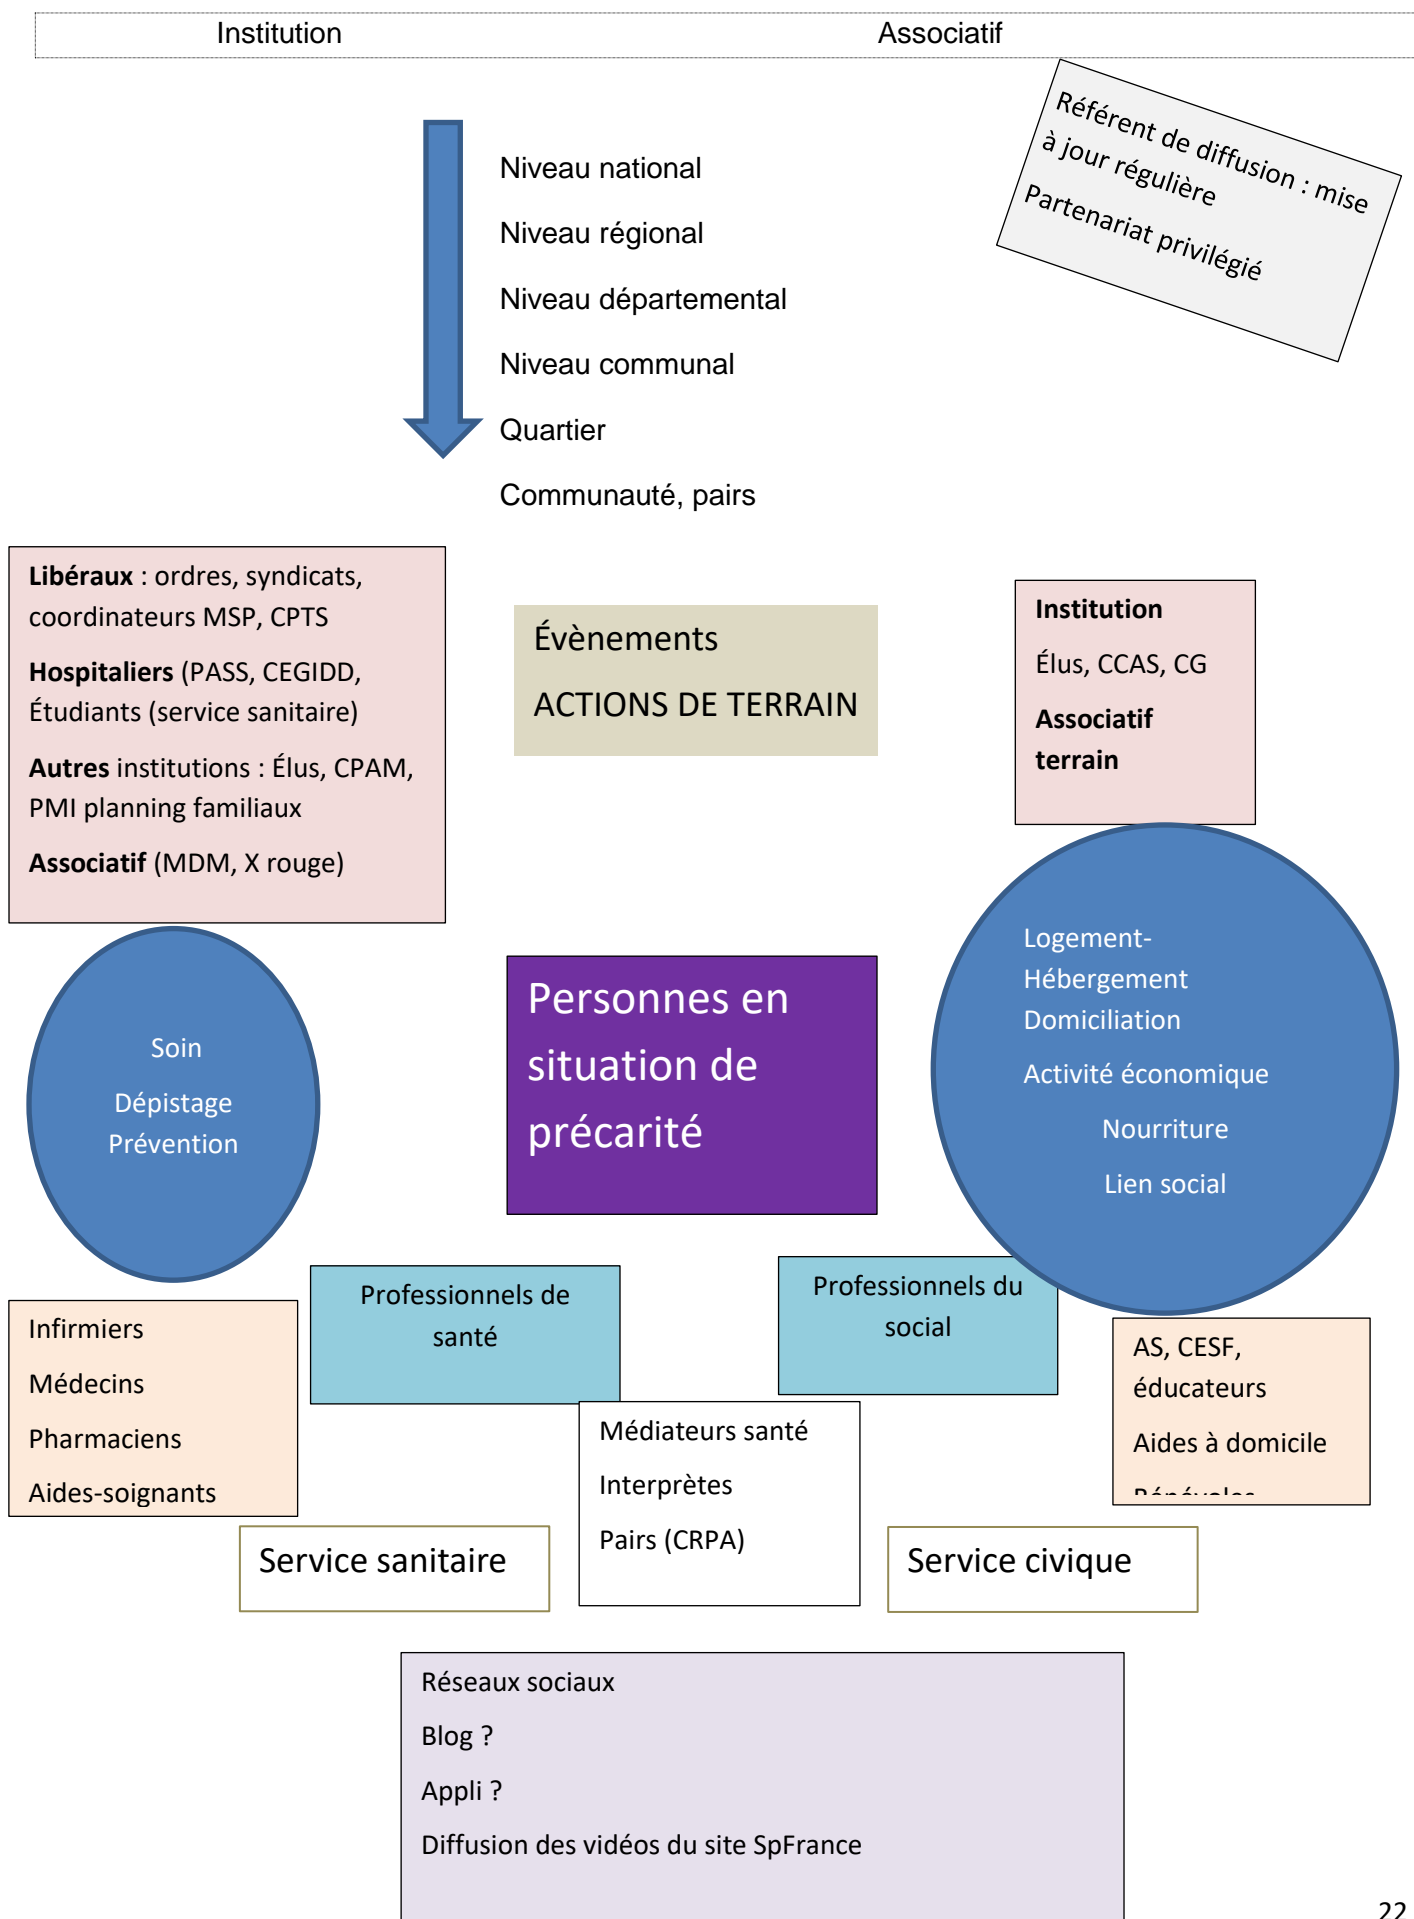 Institution
Associatif
Référent de diffusion : mise
à jour régulière
Partenariat privilégié
Niveau national
Niveau régional
Niveau départemental
Niveau communal
Quartier
Communauté, pairs
Libéraux : ordres, syndicats,
coordinateurs MSP, CPTS
Hospitaliers (PASS, CEGIDD,
Étudiants (service sanitaire)
Autres institutions : Élus, CPAM,
PMI planning familiaux
Associatif (MDM, X rouge)
Évènements
ACTIONS DE TERRAIN
Institution
Élus, CCAS, CG
Associatif
terrain
Soin
Dépistage
Prévention
Personnes en
situation de
précarité
Logement-
Hébergement
Domiciliation
Activité économique
Nourriture
Lien social
Professionnels de
santé
Professionnels du
social
Infirmiers
Médecins
Pharmaciens
Aides-soignants
Médiateurs santé
Interprètes
Pairs (CRPA)
AS, CESF,
éducateurs
Aides à domicile
Bénévoles
Service sanitaire
Service civique
Réseaux sociaux
Blog ?
Appli ?
Diffusion des vidéos du site SpFrance
22